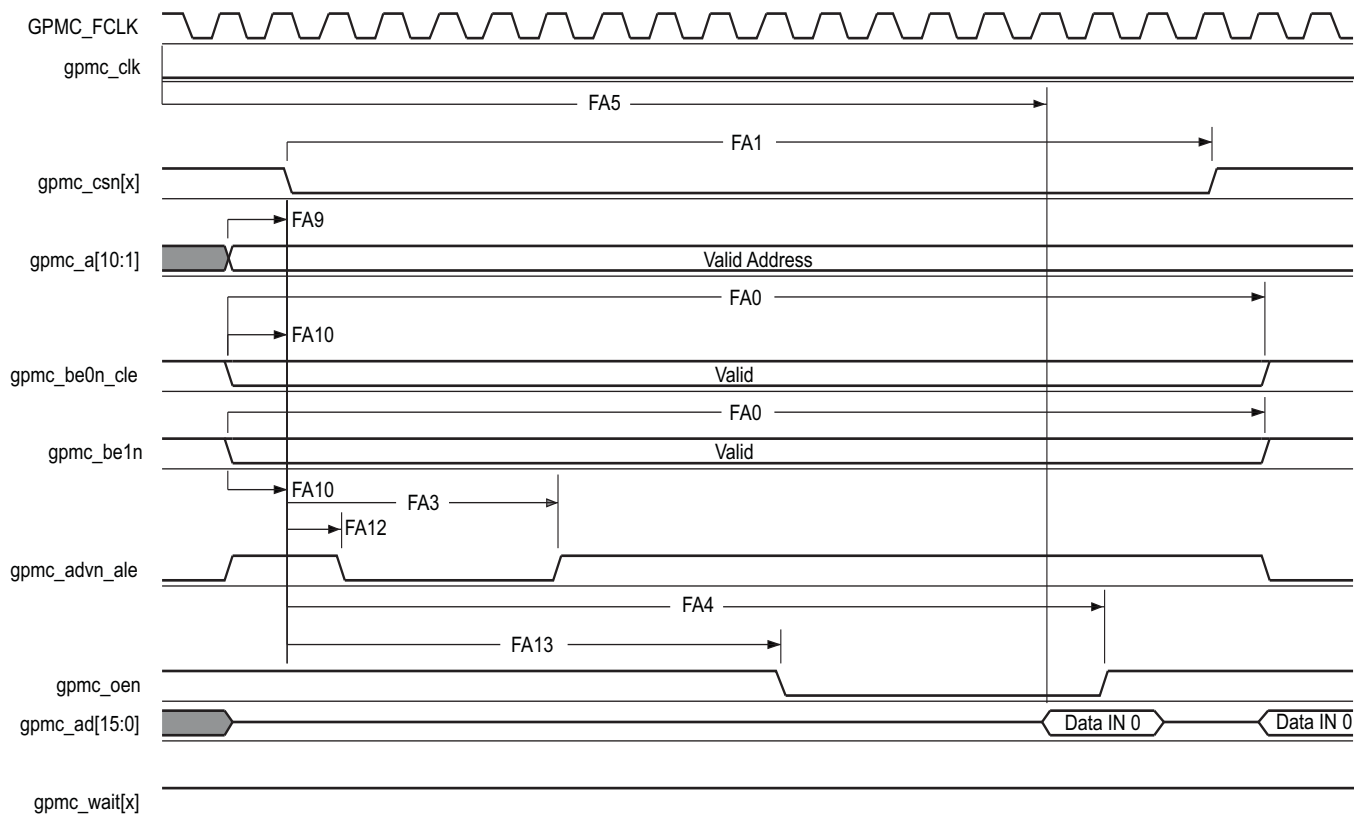 GPMC_FCLK
gpmc_clk
FA5
FA1
gpmc_csn[x]
FA9
gpmc_a[10:1]
Valid Address
FA0
FA10
gpmc_be0n_cle
Valid
FA0
gpmc_be1n
Valid
FA10
FA3
FA12
gpmc_advn_ale
FA4
FA13
gpmc_oen
gpmc_ad[15:0]
Data IN 0
Data IN 0
gpmc_wait[x]